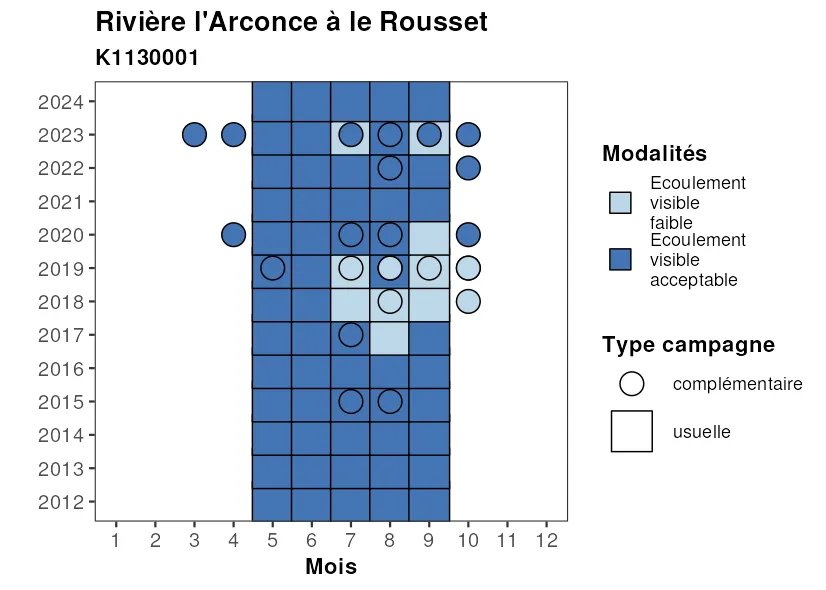 Rivière l'Arconce à le Rousset
K1130001
2024
2023
2022
2021
2020
2019
2018
2017
2016
2015
2014
2013
2012
1 2 3 4 5 6 7 8 9 10 11 12
Mois
Modalités
Ecoulement
visible
faible
Ecoulement
visible
acceptable
Type campagne
complémentaire
usuelle